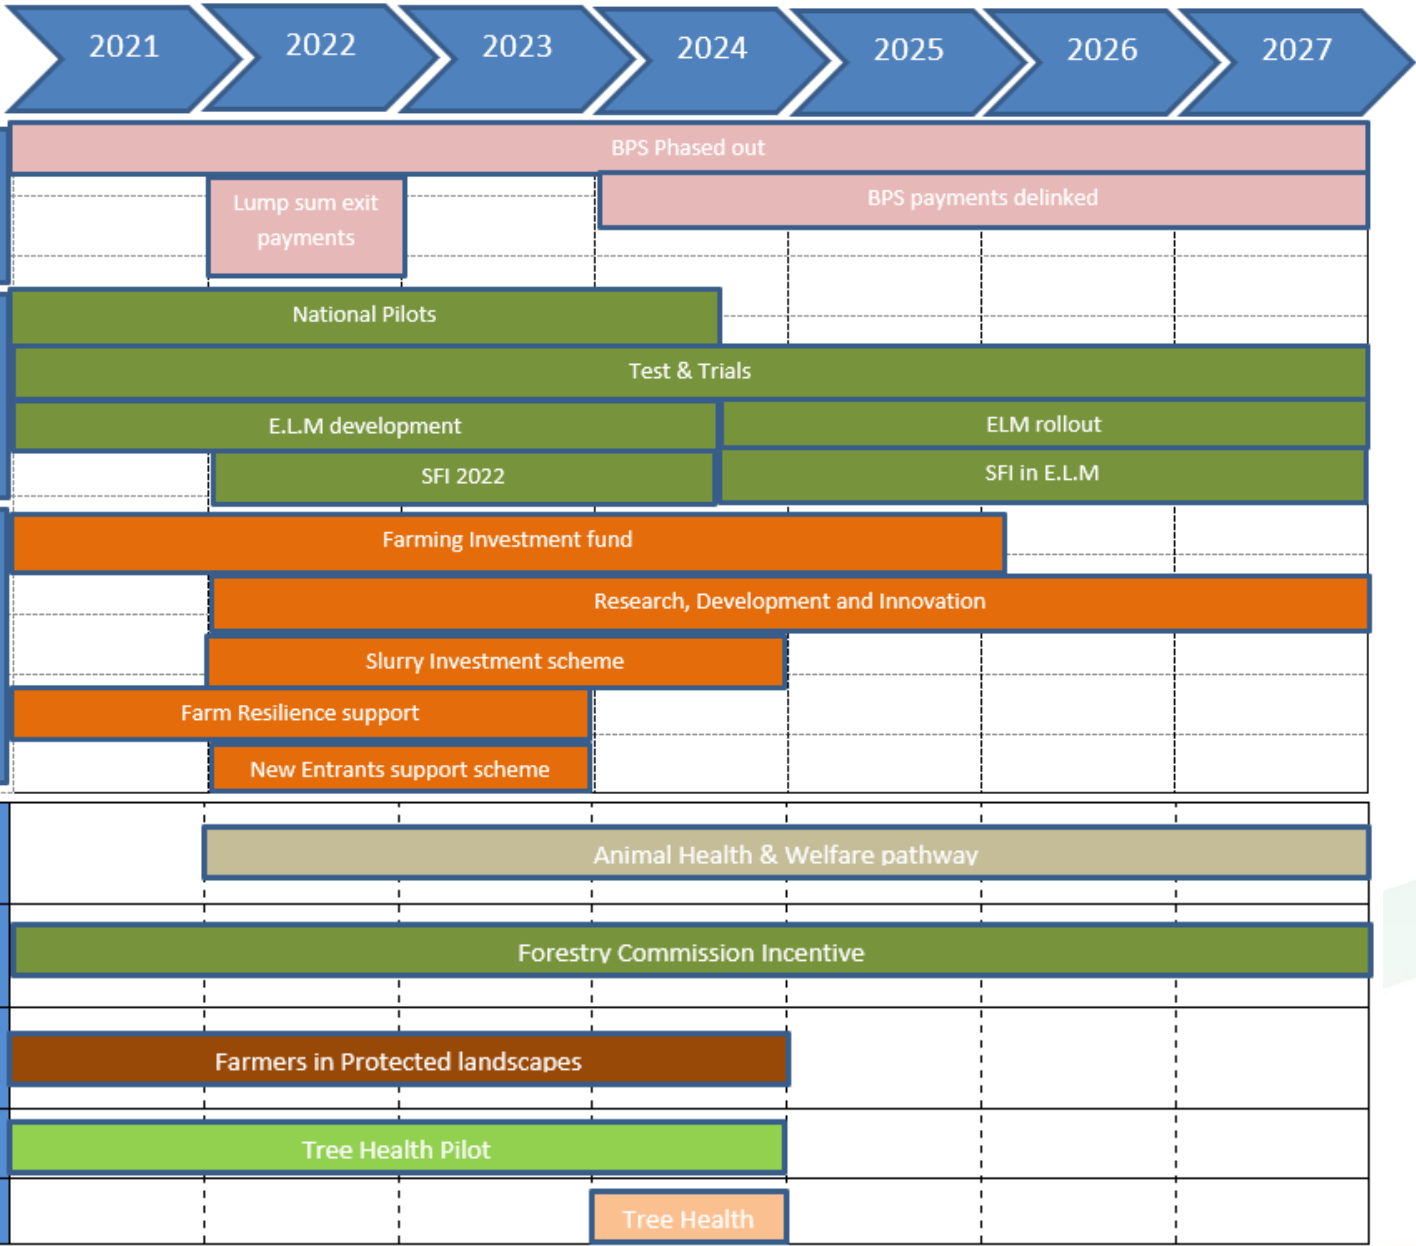 2021
2022
2023
2024
2025
2026
2027
BPS Phased out
Lump sum exit
payments
BPS payments delinked
National Pilots
Test & Trials
E.L.M development
ELM rollout
SFI 2022
SFI in E.L.M
Farming Investment fund
Research, Development and Innovation
Slurry Investment scheme
Farm Resilience support
New Entrants support scheme
Animal Health & Welfare pathway
Forestry Commission Incentive
Farmers in Protected landscapes
Tree Health Pilot
Tree Health